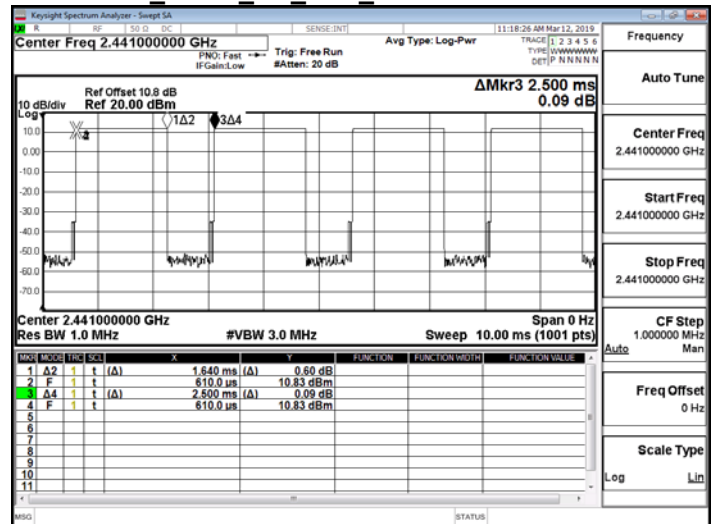 Keysight Spectrum Analyzer - Swept SA
R RF 50 Ω DC SENSE:INT 11:18:26 AM Mar 12, 2019
Center Freq 2.441000000 GHz
PNO: Fast
IFGain:Low
Trig: Free Run
#Atten: 20 dB
Avg Type: Log-Pwr
TRACE 1 2 3 4 5 6
TYPE WWWWWW
DET P N N N N N
ΔMkr3 2.500 ms
0.09 dB
Ref Offset 10.8 dB
10 dB/div Ref 20.00 dBm
Log
1Δ2 3Δ4
10.0
0.00
-10.0
-20.0
-30.0
-40.0
-50.0
-60.0
-70.0
Center 2.441000000 GHz Span 0 Hz
Res BW 1.0 MHz #VBW 3.0 MHz Sweep 10.00 ms (1001 pts)
MKR MODE TRC SCL X Y FUNCTION FUNCTION WIDTH FUNCTION VALUE
1 Δ2 1 t (Δ) 1.640 ms (Δ) 0.60 dB
2 F 1 t 610.0 µs 10.83 dBm
3 Δ4 1 t (Δ) 2.500 ms (Δ) 0.09 dB
4 F 1 t 610.0 µs 10.83 dBm
5
6
7
8
9
10
11
MSG STATUS
Frequency
Auto Tune
Center Freq
2.441000000 GHz
Start Freq
2.441000000 GHz
Stop Freq
2.441000000 GHz
CF Step
1.000000 MHz
Auto Man
Freq Offset
0 Hz
Scale Type
Log Lin